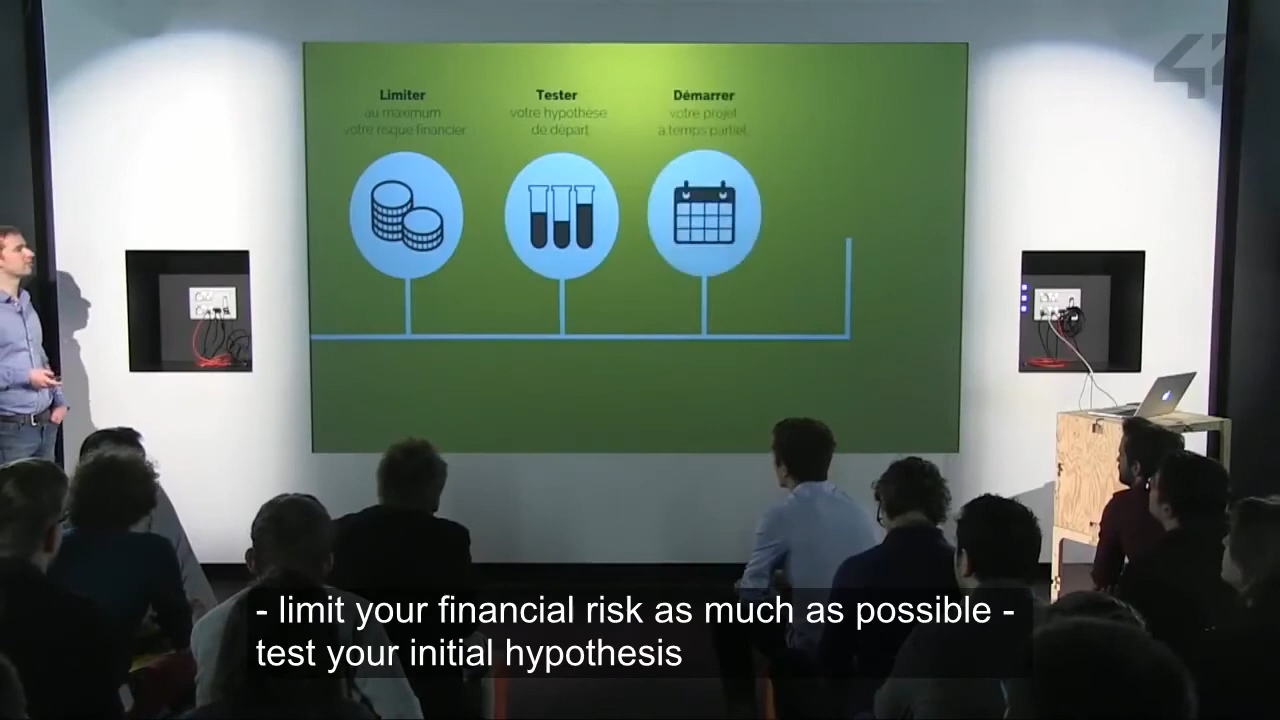 Limiter
au maximum
votre risque financier
Tester
votre hypothèse
de départ
Démarrer
votre projet
à temps partiel
42
- limit your financial risk as much as possible -
test your initial hypothesis